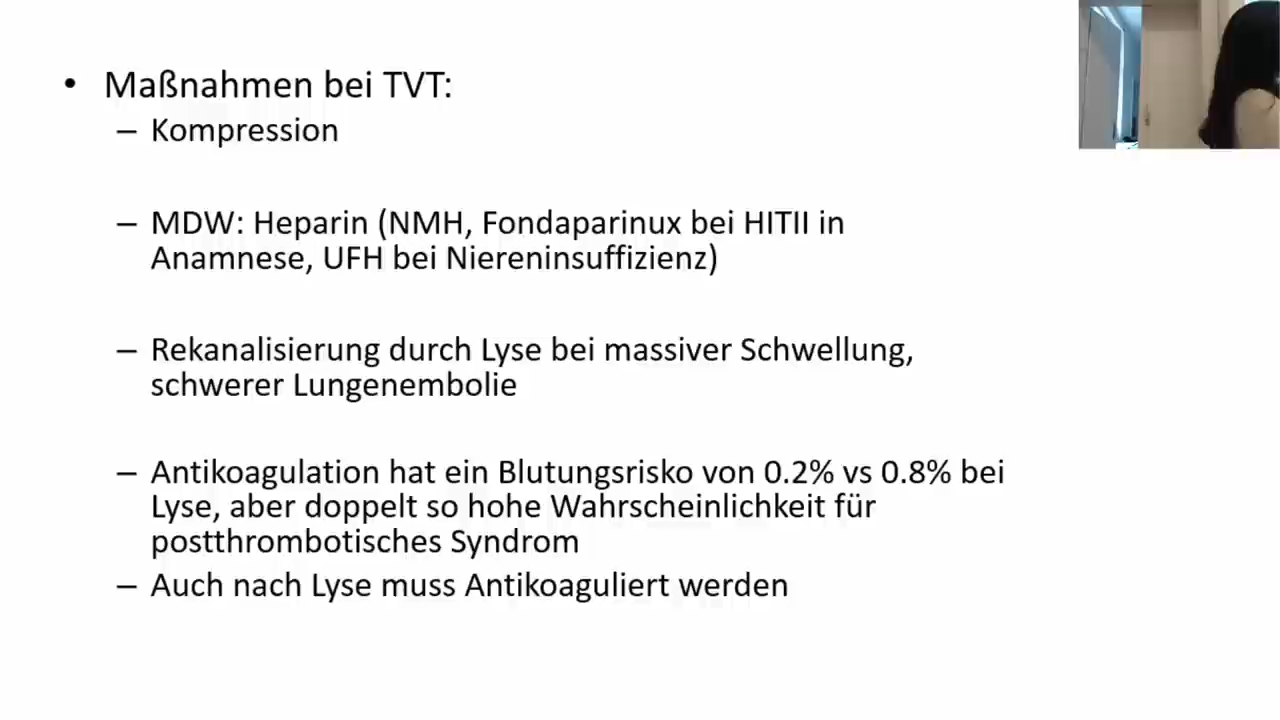 • Maßnahmen bei TVT:
– Kompression
– MDW: Heparin (NMH, Fondaparinux bei HITII in
Anamnese, UFH bei Niereninsuffizienz)
– Rekanalisierung durch Lyse bei massiver Schwellung,
schwerer Lungenembolie
– Antikoagulation hat ein Blutungsrisko von 0.2% vs 0.8% bei
Lyse, aber doppelt so hohe Wahrscheinlichkeit für
postthrombotisches Syndrom
– Auch nach Lyse muss Antikoaguliert werden